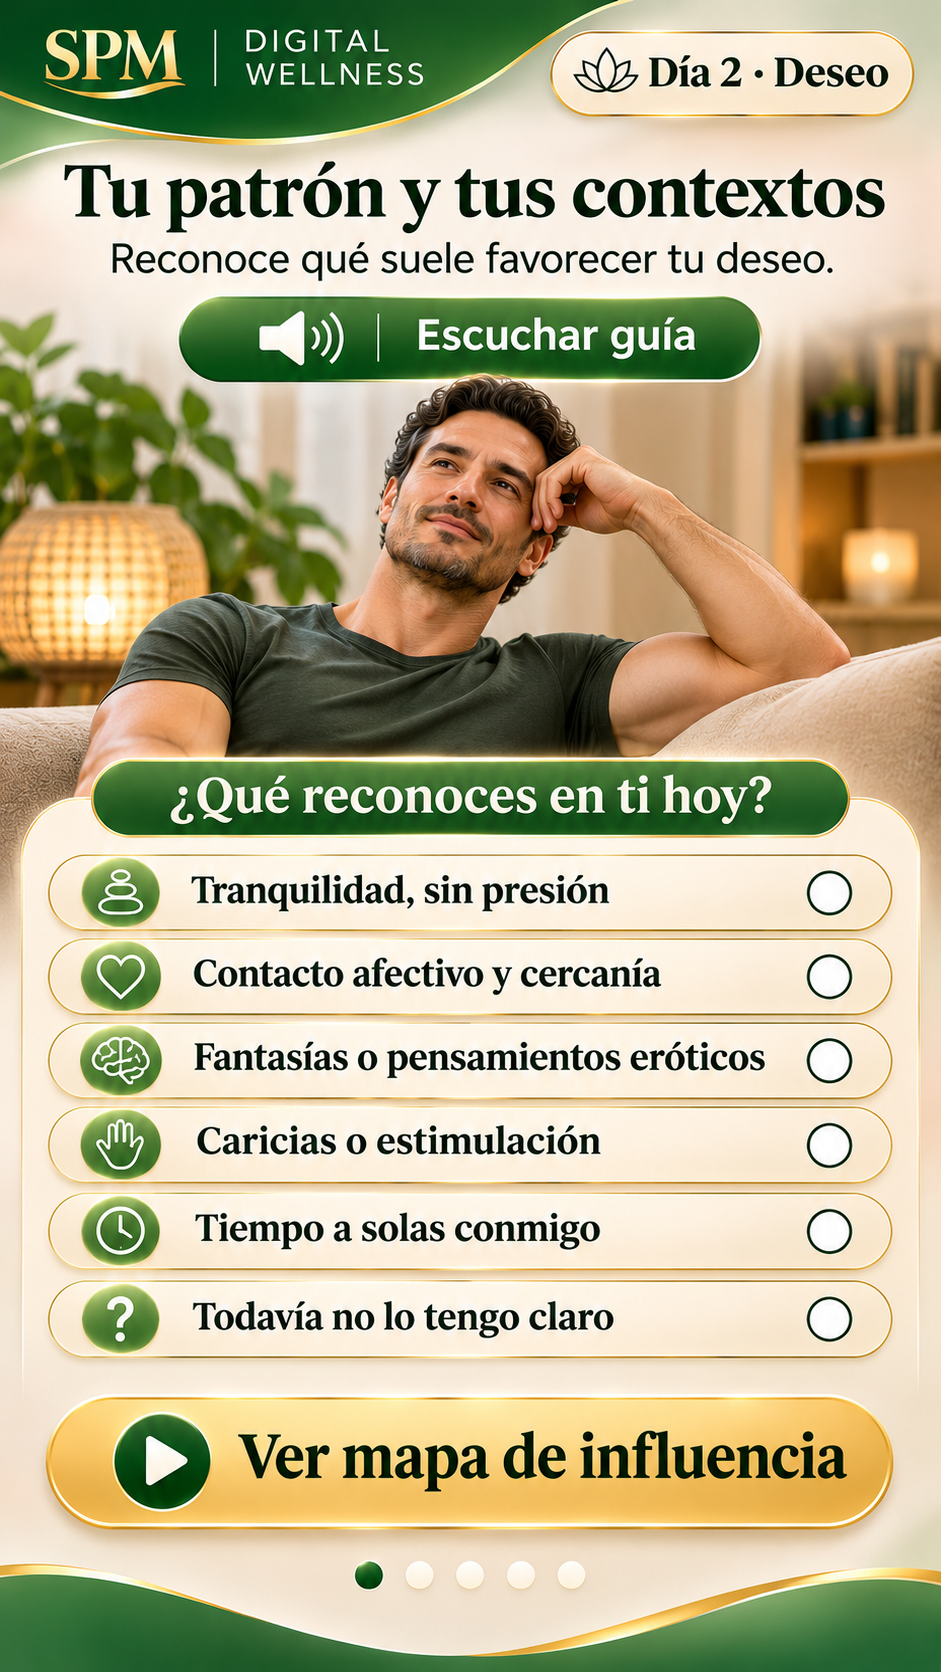 SPM
DIGITAL
WELLNESS
Día 2 · Deseo
Tu patrón y tus contextos
Reconoce qué suele favorecer tu deseo.
Escuchar guía
¿Qué reconoces en ti hoy?
Tranquilidad, sin presión
Contacto afectivo y cercanía
Fantasías o pensamientos eróticos
Caricias o estimulación
Tiempo a solas conmigo
?
Todavía no lo tengo claro
Ver mapa de influencia